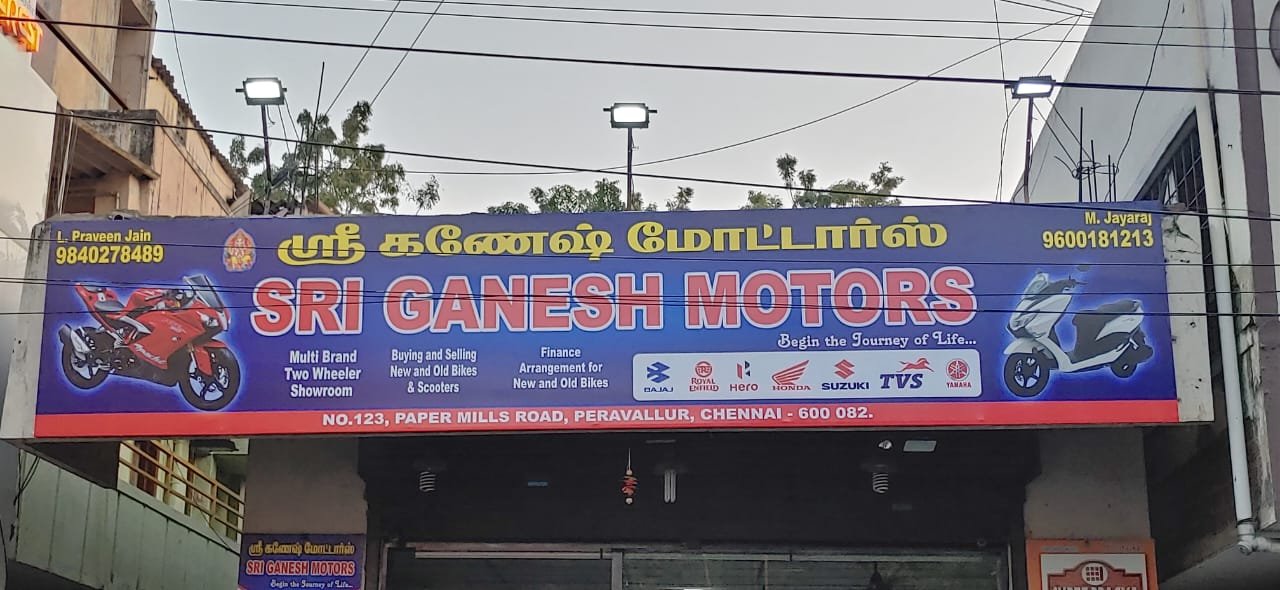 L. Praveen Jain
9840278489
ஸ்ரீ கணேஷ் மோட்டார்ஸ்
M. Jayaraj
9600181213
SRI GANESH MOTORS
Begin the Journey of Life...
Multi Brand
Two Wheeler
Showroom
Buying and Selling
New and Old Bikes
& Scooters
Finance
Arrangement for
New and Old Bikes
BAJAJ
ROYAL
ENFIELD
Hero
HONDA
SUZUKI
TVS
YAMAHA
NO.123, PAPER MILLS ROAD, PERAVALLUR, CHENNAI - 600 082.
ஸ்ரீ கணேஷ் மோட்டார்ஸ்
SRI GANESH MOTORS
Begin the Journey of Life...